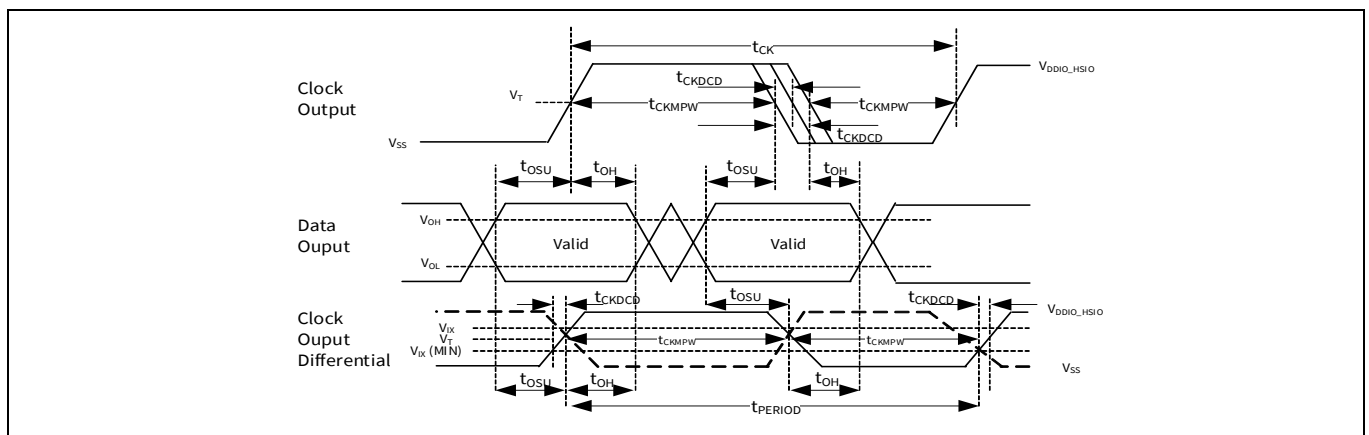 tCK
Clock
Output
VDDIO_HSIO
tCKDCD
VT
tCKMPW
tCKMPW
tCKDCD
VSS
tOSU
tOH
tOSU
tOH
Data
Ouput
VOH
Valid
Valid
VOL
tCKDCD
tOSU
tCKDCD
VDDIO_HSIO
Clock
Ouput
Differential
VIX
VT
VIX (MIN)
tCKMPW
tCKMPW
VSS
tOSU
tOH
tOH
tPERIOD